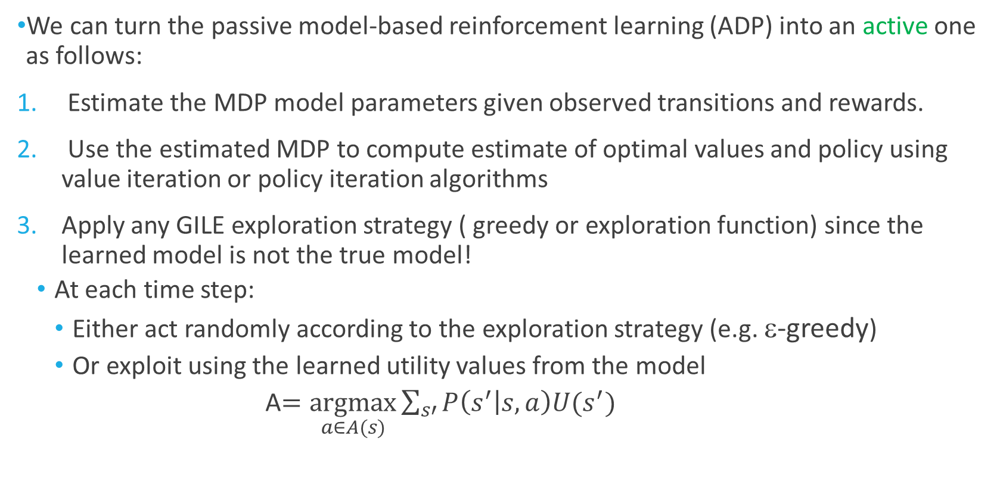 •We can turn the passive model-based reinforcement learning (ADP) into an active one
as follows:
1. Estimate the MDP model parameters given observed transitions and rewards.
2. Use the estimated MDP to compute estimate of optimal values and policy using
value iteration or policy iteration algorithms
3. Apply any GILE exploration strategy ( greedy or exploration function) since the
learned model is not the true model!
• At each time step:
• Either act randomly according to the exploration strategy (e.g. ε-greedy)
• Or exploit using the learned utility values from the model
A= argmax ∑s′ P(s′|s, a)U(s′)
a∈A(s)